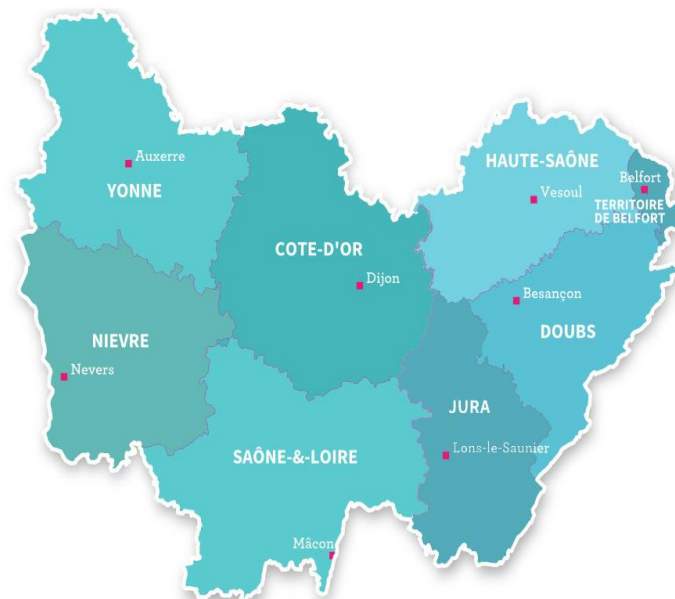 Auxerre
YONNE
HAUTE-SAÔNE
Belfort
Vesoul
TERRITOIRE
DE BELFORT
COTE-D'OR
Dijon
Besançon
DOUBS
NIEVRE
Nevers
JURA
Lons-le-Saunier
SAÔNE-&-LOIRE
Mâcon